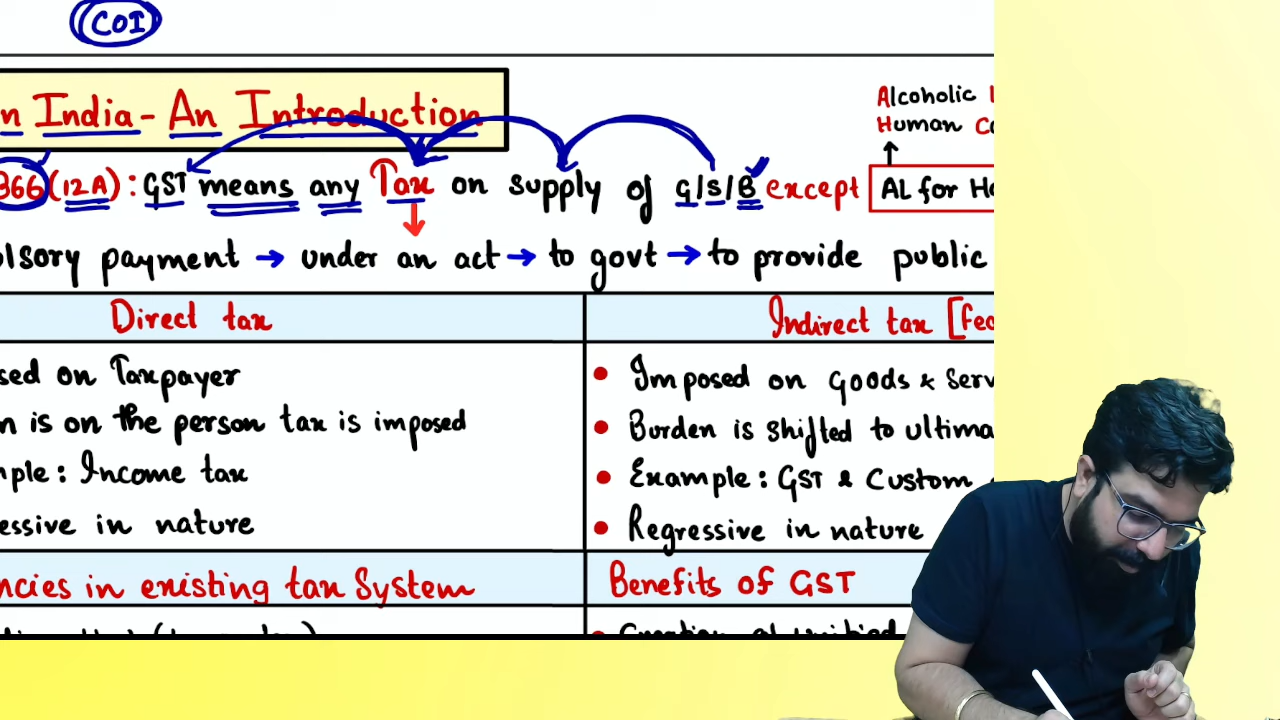 COI
n India - An Introduction
Alcoholic
Human
366 (12A) : GST means any Tax on supply of G/S/B except AL for H
ulsory payment → under an act → to govt → to provide public
Direct tax
Indirect tax [Fea
sed on Taxpayer
Imposed on Goods & Serv
n is on the person tax is imposed
Burden is shifted to ultima
mple : Income tax
Example : GST & Custom
essive in nature
Regressive in nature
ncies in existing tax System
Benefits of GST